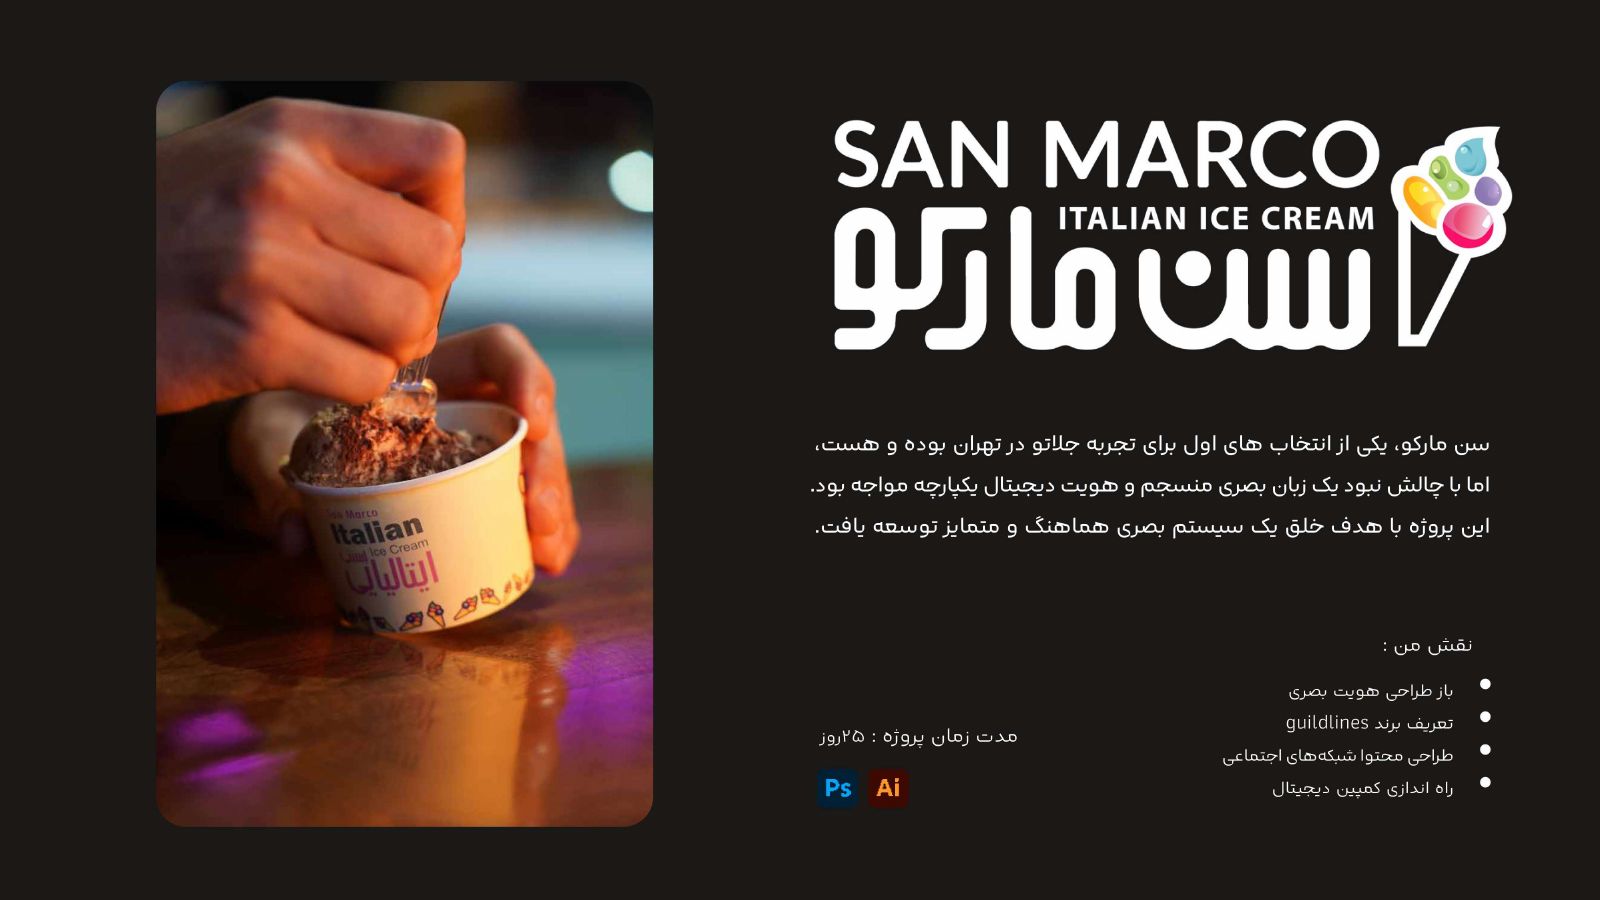 SAN MARCO
ITALIAN ICE CREAM
سن مارکو
سن مارکو، یکی از انتخاب های اول برای تجربه جلاتو در تهران بوده و هست،
اما با چالش نبود یک زبان بصری منسجم و هویت دیجیتال یکپارچه مواجه بود.
این پروژه با هدف خلق یک سیستم بصری هماهنگ و متمایز توسعه یافت.
نقش من :
باز طراحی هویت بصری
تعریف برند guildlines
طراحی محتوا شبکه‌های اجتماعی
راه اندازی کمپین دیجیتال
مدت زمان پروژه : ۲۵روز
Ps
Ai
San Marco
Italian
Ice Cream
بستنی
ایتالیایی